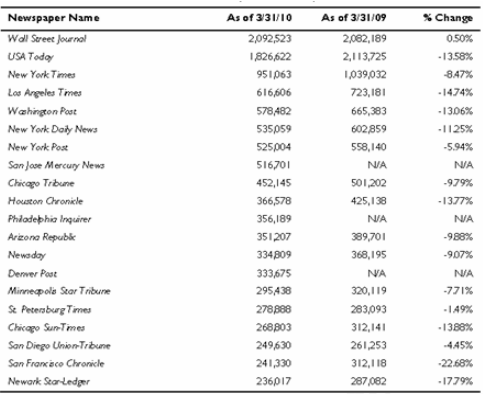 Newspaper Name As of 3/31/10 As of 3/31/09 % Change
Wall Street Journal 2,092,523 2,082,189 0.50%
USA Today 1,826,622 2,113,725 -13.58%
New York Times 951,063 1,039,032 -8.47%
Los Angeles Times 616,606 723,181 -14.74%
Washington Post 578,482 665,383 -13.06%
New York Daily News 535,059 602,859 -11.25%
New York Post 525,004 558,140 -5.94%
San Jose Mercury News 516,701 N/A N/A
Chicago Tribune 452,145 501,202 -9.79%
Houston Chronicle 366,578 425,138 -13.77%
Philadelphia Inquirer 356,189 N/A N/A
Arizona Republic 351,207 389,701 -9.88%
Newsday 334,809 368,195 -9.07%
Denver Post 333,675 N/A N/A
Minneapolis Star Tribune 295,438 320,119 -7.71%
St. Petersburg Times 278,888 283,093 -1.49%
Chicago Sun-Times 268,803 312,141 -13.88%
San Diego Union-Tribune 249,630 261,253 -4.45%
San Francisco Chronicle 241,330 312,118 -22.68%
Newark Star-Ledger 236,017 287,082 -17.79%